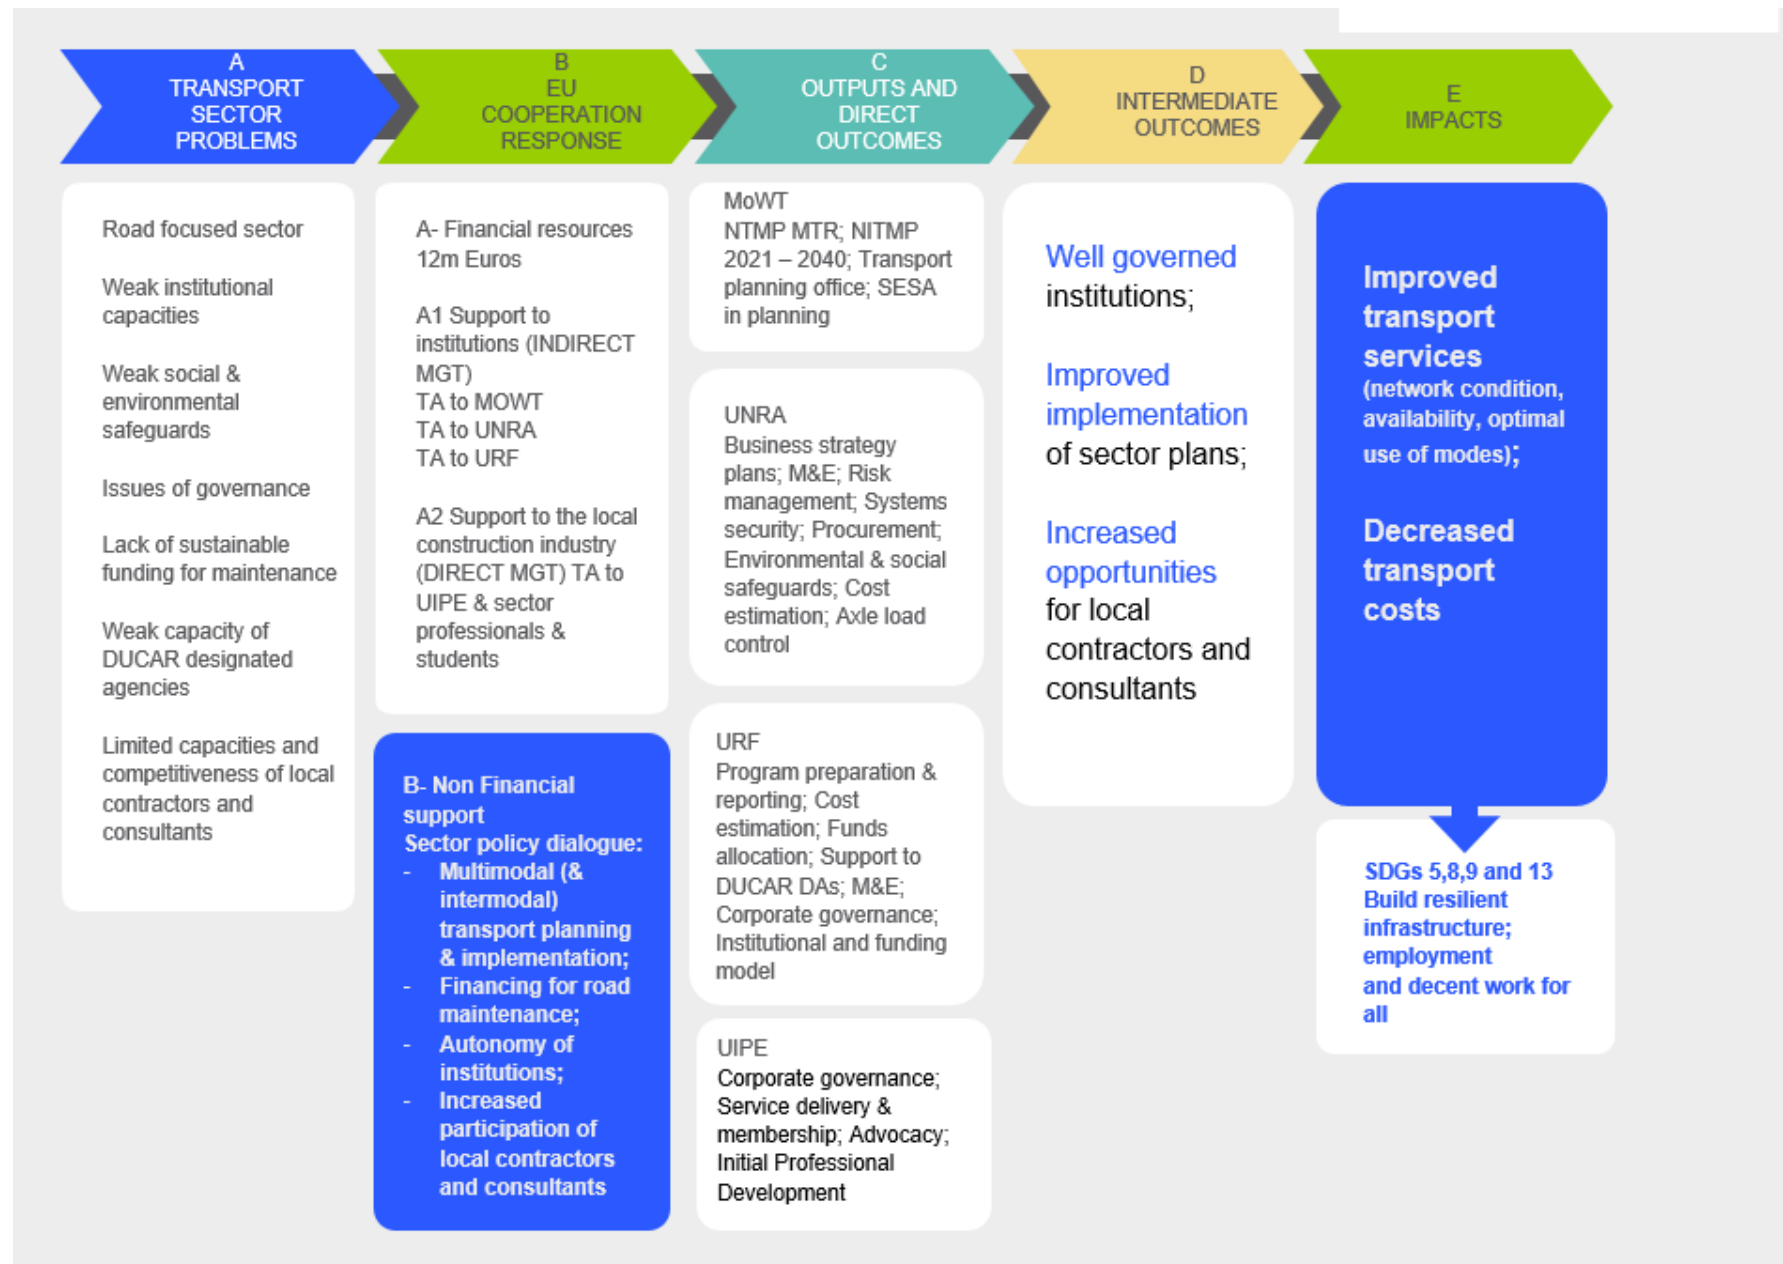 A
TRANSPORT
SECTOR
PROBLEMS
B
EU
COOPERATION
RESPONSE
C
OUTPUTS AND
DIRECT
OUTCOMES
D
INTERMEDIATE
OUTCOMES
E
IMPACTS
Road focused sector
Weak institutional
capacities
Weak social &
environmental
safeguards
Issues of governance
Lack of sustainable
funding for maintenance
Weak capacity of
DUCAR designated
agencies
Limited capacities and
competitiveness of local
contractors and
consultants
A- Financial resources
12m Euros
A1 Support to
institutions (INDIRECT
MGT)
TA to MOWT
TA to UNRA
TA to URF
A2 Support to the local
construction industry
(DIRECT MGT) TA to
UIPE & sector
professionals &
students
B- Non Financial
support
Sector policy dialogue:
- Multimodal (&
intermodal)
transport planning
& implementation;
- Financing for road
maintenance;
- Autonomy of
institutions;
- Increased
participation of
local contractors
and consultants
MoWT
NTMP MTR; NITMP
2021 – 2040; Transport
planning office; SESA
in planning
UNRA
Business strategy
plans; M&E; Risk
management; Systems
security; Procurement;
Environmental & social
safeguards; Cost
estimation; Axle load
control
URF
Program preparation &
reporting; Cost
estimation; Funds
allocation; Support to
DUCAR DAs; M&E;
Corporate governance;
Institutional and funding
model
UIPE
Corporate governance;
Service delivery &
membership; Advocacy;
Initial Professional
Development
Well governed
institutions;
Improved
implementation
of sector plans;
Increased
opportunities
for local
contractors and
consultants
Improved
transport
services
(network condition,
availability, optimal
use of modes);
Decreased
transport
costs
SDGs 5,8,9 and 13
Build resilient
infrastructure;
employment
and decent work for
all